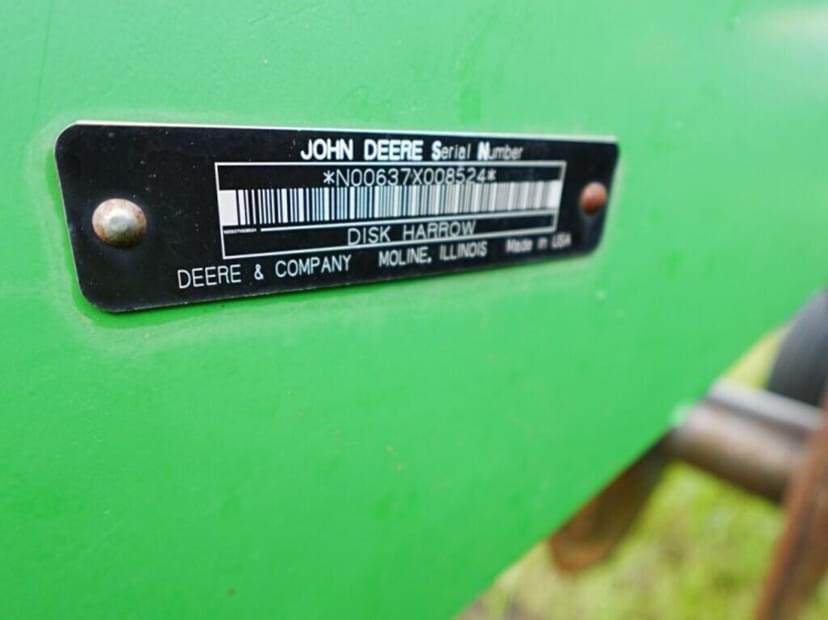 JOHN DEERE Serial Number
*N00637X008524*
DISK HARROW
DEERE & COMPANY MOLINE, ILLINOIS Made in USA